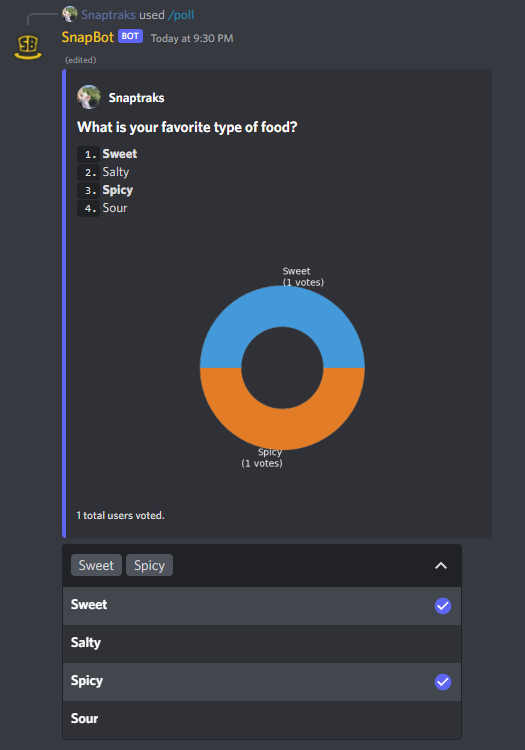 Snaptraks used /poll
SB
SnapBot BOT Today at 9:30 PM
(edited)
Snaptraks
What is your favorite type of food?
1. Sweet
2. Salty
3. Spicy
4. Sour
Sweet
(1 votes)
Spicy
(1 votes)
1 total users voted.
Sweet Spicy
Sweet
Salty
Spicy
Sour